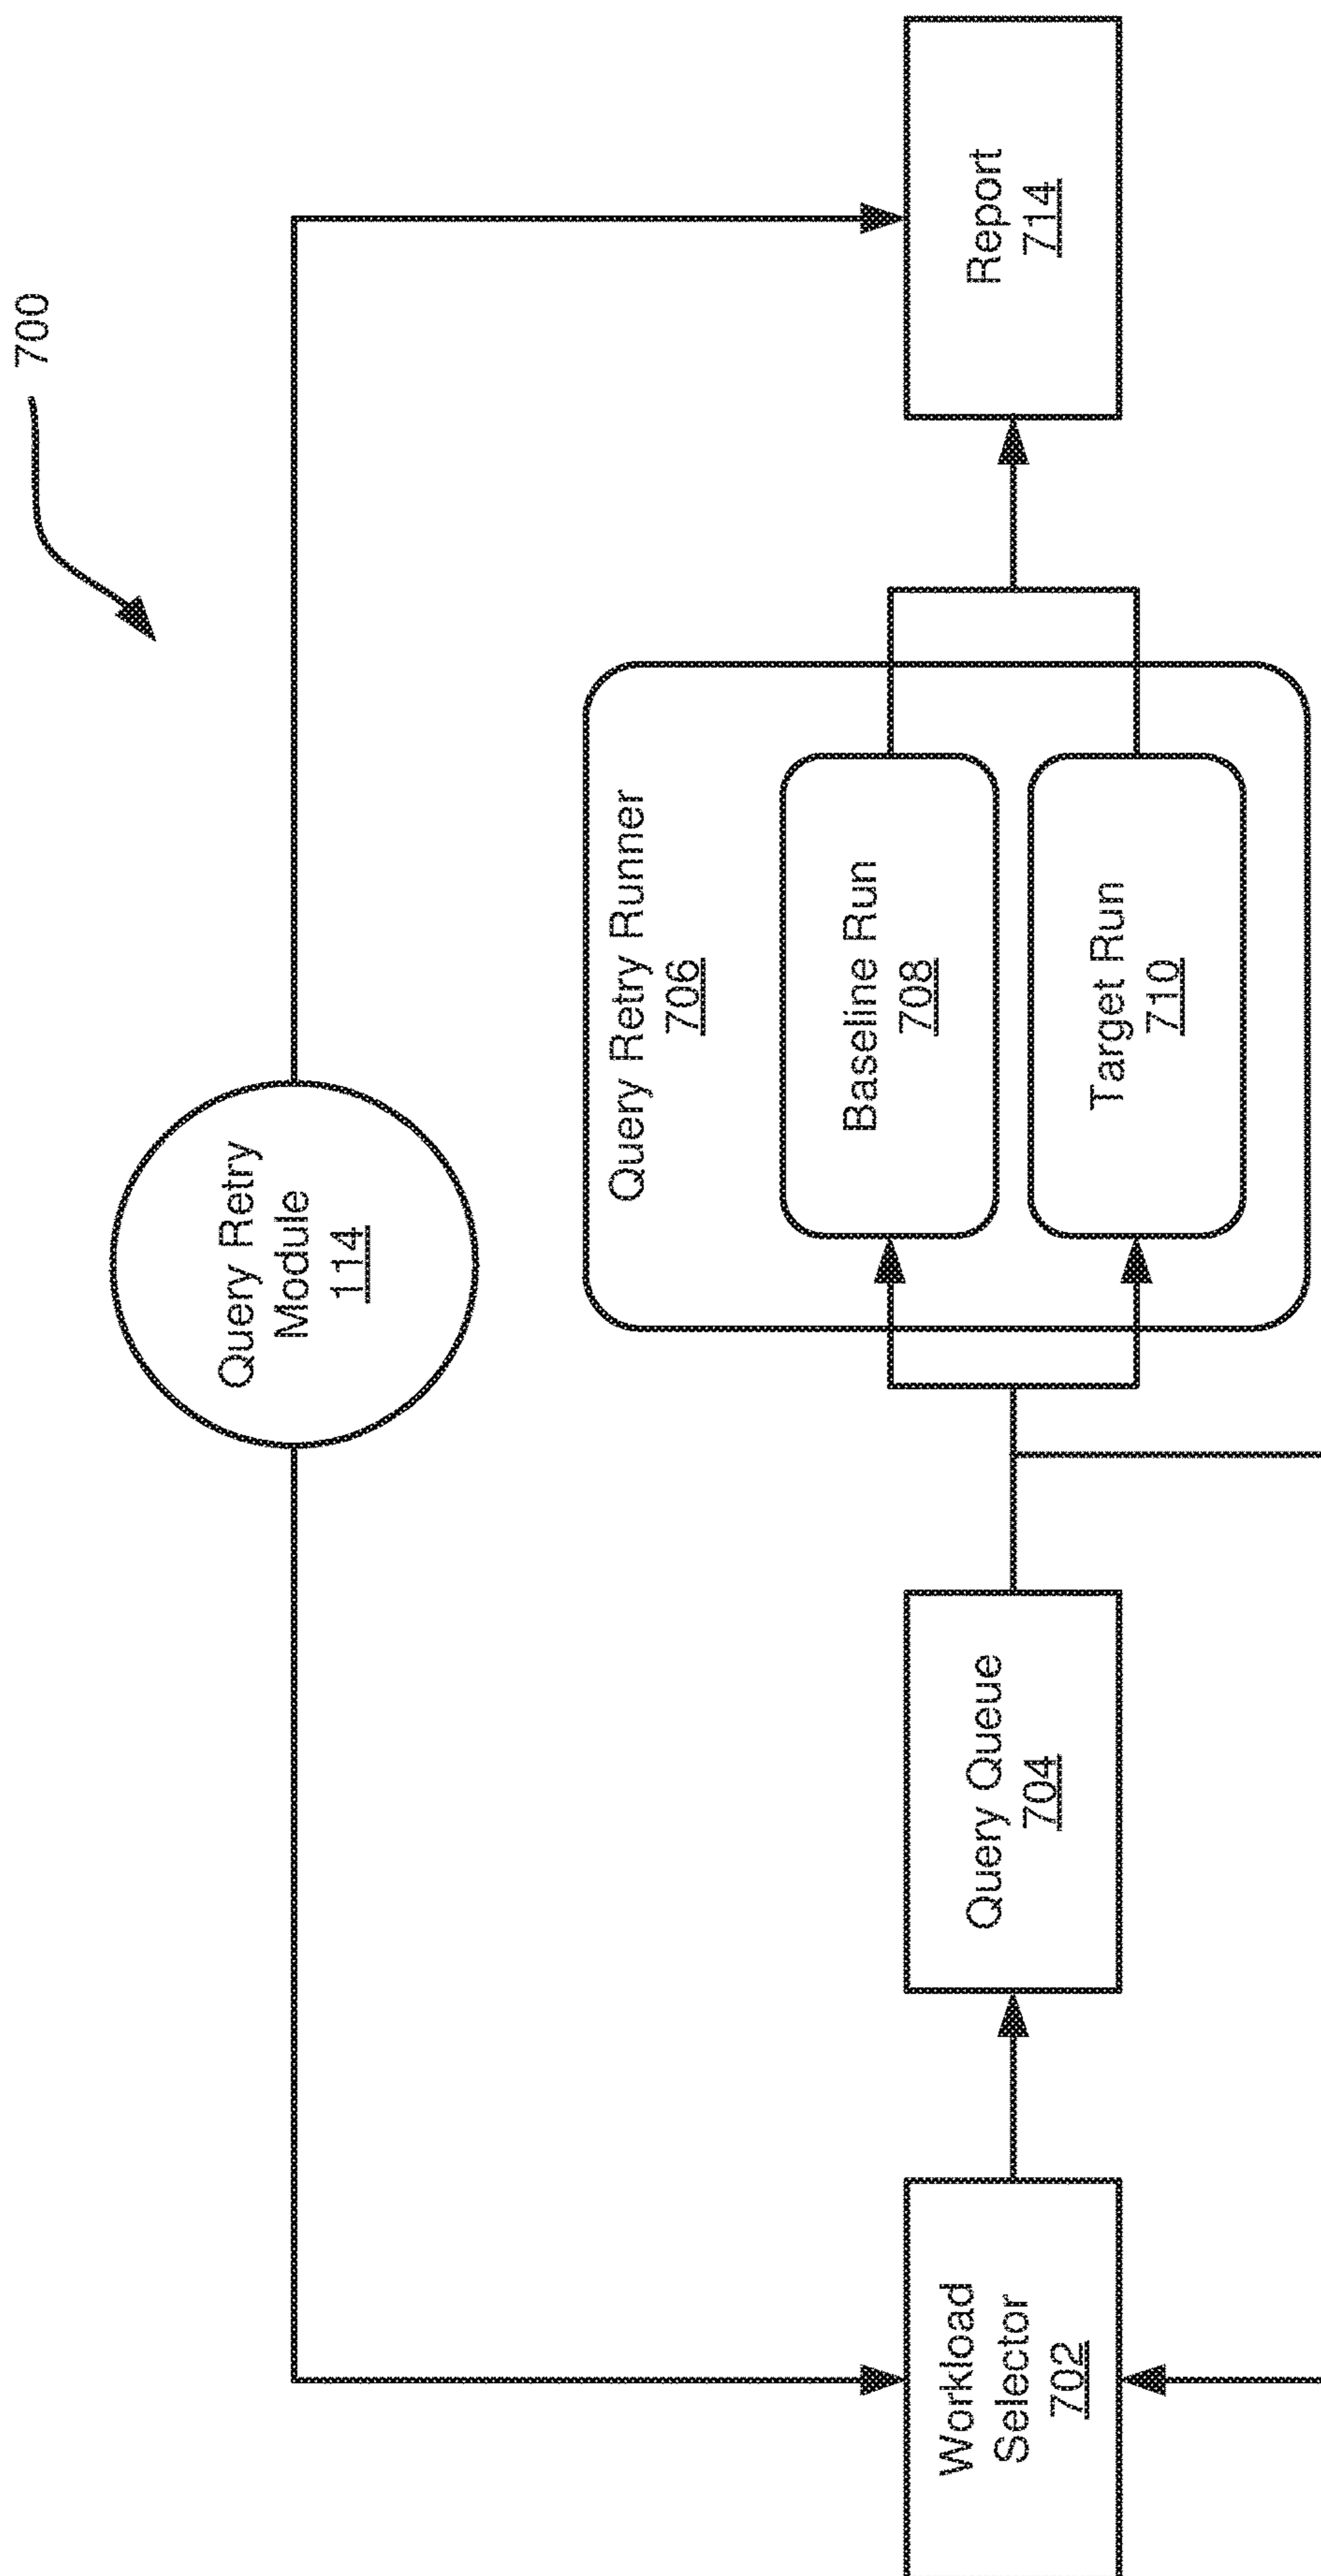 700
Query Retry
Module
114
Workload
Selector
702
Query Queue
704
Query Retry Runner
706
Baseline Run
708
Target Run
710
Report
714